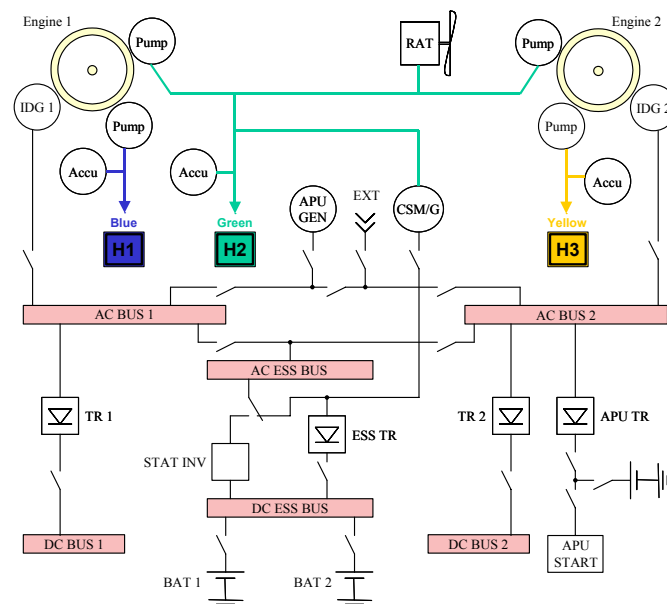 Engine 1
Engine 2
Pump
RAT
Pump
IDG 1
IDG 2
Pump
Pump
Accu
Accu
Accu
APU
GEN
EXT
CSM/G
Blue
Green
Yellow
H1
H2
H3
AC BUS 1
AC BUS 2
AC ESS BUS
TR 1
ESS TR
TR 2
APU TR
STAT INV
DC ESS BUS
DC BUS 1
DC BUS 2
APU
START
BAT 1
BAT 2